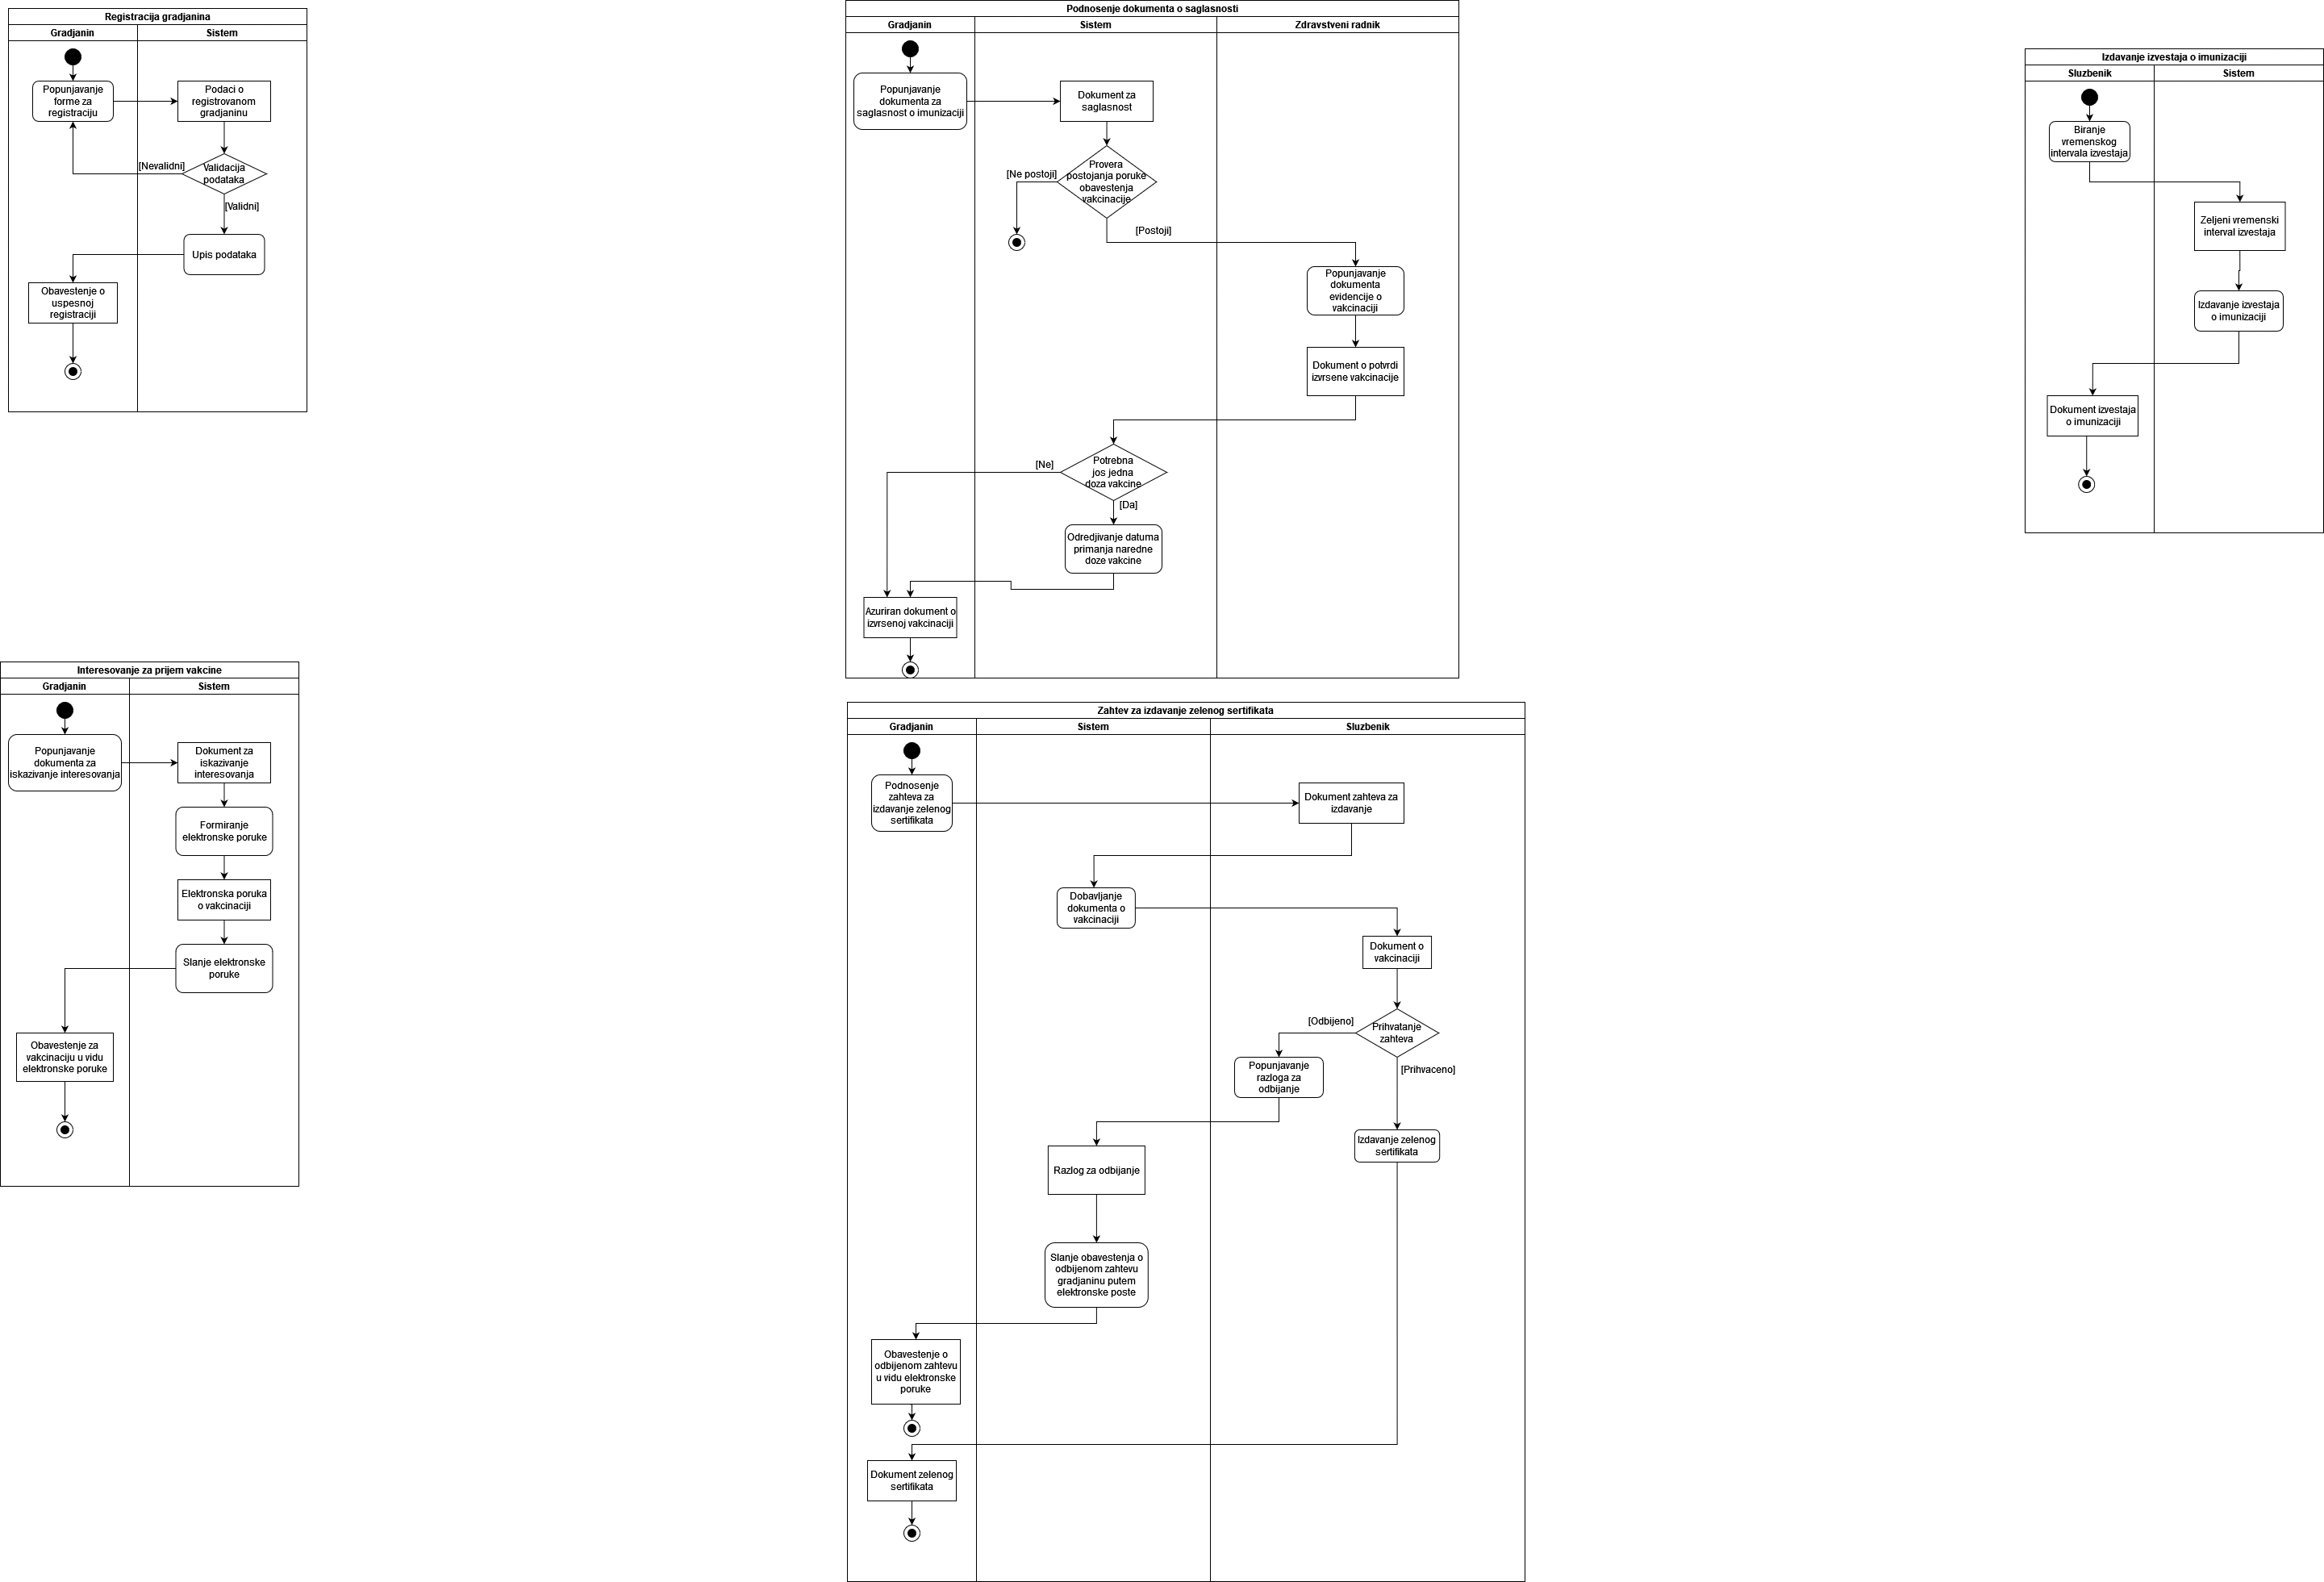 Registracija gradjanina
Gradjanin
Sistem
Popunjavanje
forme za
registraciju
Podaci o
registrovanom
gradjaninu
[Nevalidni]
Validacija
podataka
[Validni]
Upis podataka
Obavestenje o
uspesnoj
registraciji
Podnosenje dokumenta o saglasnosti
Gradjanin
Sistem
Zdravstveni radnik
Popunjavanje
dokumenta za
saglasnost o imunizaciji
Dokument za
saglasnost
Provera
postojanja poruke
obavestenja
vakcinacije
[Ne postoji]
[Postoji]
Popunjavanje
dokumenta
evidencije o
vakcinaciji
Dokument o potvrdi
izvrsene vakcinacije
Potrebna
jos jedna
doza vakcine
[Ne]
[Da]
Odredjivanje datuma
primanja naredne
doze vakcine
Azuriran dokument o
izvrsenoj vakcinaciji
Izdavanje izvestaja o imunizaciji
Sluzbenik
Sistem
Biranje
vremenskog
intervala izvestaja
Zeljeni vremenski
interval izvestaja
Izdavanje izvestaja
o imunizaciji
Dokument izvestaja
o imunizaciji
Interesovanje za prijem vakcine
Gradjanin
Sistem
Popunjavanje
dokumenta za
iskazivanje interesovanja
Dokument za
iskazivanje
interesovanja
Formiranje
elektronske poruke
Elektronska poruka
o vakcinaciji
Slanje elektronske
poruke
Obavestenje za
vakcinaciju u vidu
elektronske poruke
Zahtev za izdavanje zelenog sertifikata
Gradjanin
Sistem
Sluzbenik
Podnosenje
zahteva za
izdavanje zelenog
sertifikata
Dokument zahteva za
izdavanje
Dobavljanje
dokumenta o
vakcinaciji
Dokument o
vakcinaciji
[Odbijeno]
Prihvatanje
zahteva
[Prihvaceno]
Popunjavanje
razloga za
odbijanje
Izdavanje zelenog
sertifikata
Razlog za odbijanje
Slanje obavestenja o
odbijenom zahtevu
gradjaninu putem
elektronske poste
Obavestenje o
odbijenom zahtevu
u vidu elektronske
poruke
Dokument zelenog
sertifikata